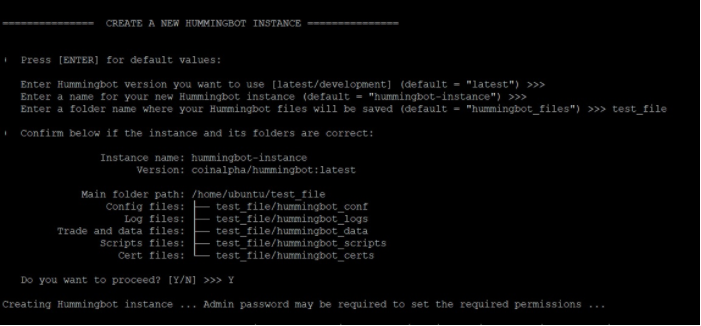 =============== CREATE A NEW HUMMINGBOT INSTANCE ===============
Press [ENTER] for default values:
Enter Hummingbot version you want to use [latest/development] (default = "latest") >>>
Enter a name for your new Hummingbot instance (default = "hummingbot-instance") >>>
Enter a folder name where your Hummingbot files will be saved (default = "hummingbot_files") >>> test_file
Confirm below if the instance and its folders are correct:
Instance name: hummingbot-instance
Version: coinalpha/hummingbot:latest
Main folder path: /home/ubuntu/test_file
Config files: ├── test_file/hummingbot_conf
Log files: ├── test_file/hummingbot_logs
Trade and data files: ├── test_file/hummingbot_data
Scripts files: ├── test_file/hummingbot_scripts
Cert files: └── test_file/hummingbot_certs
Do you want to proceed? [Y/N] >>> Y
Creating Hummingbot instance ... Admin password may be required to set the required permissions ...